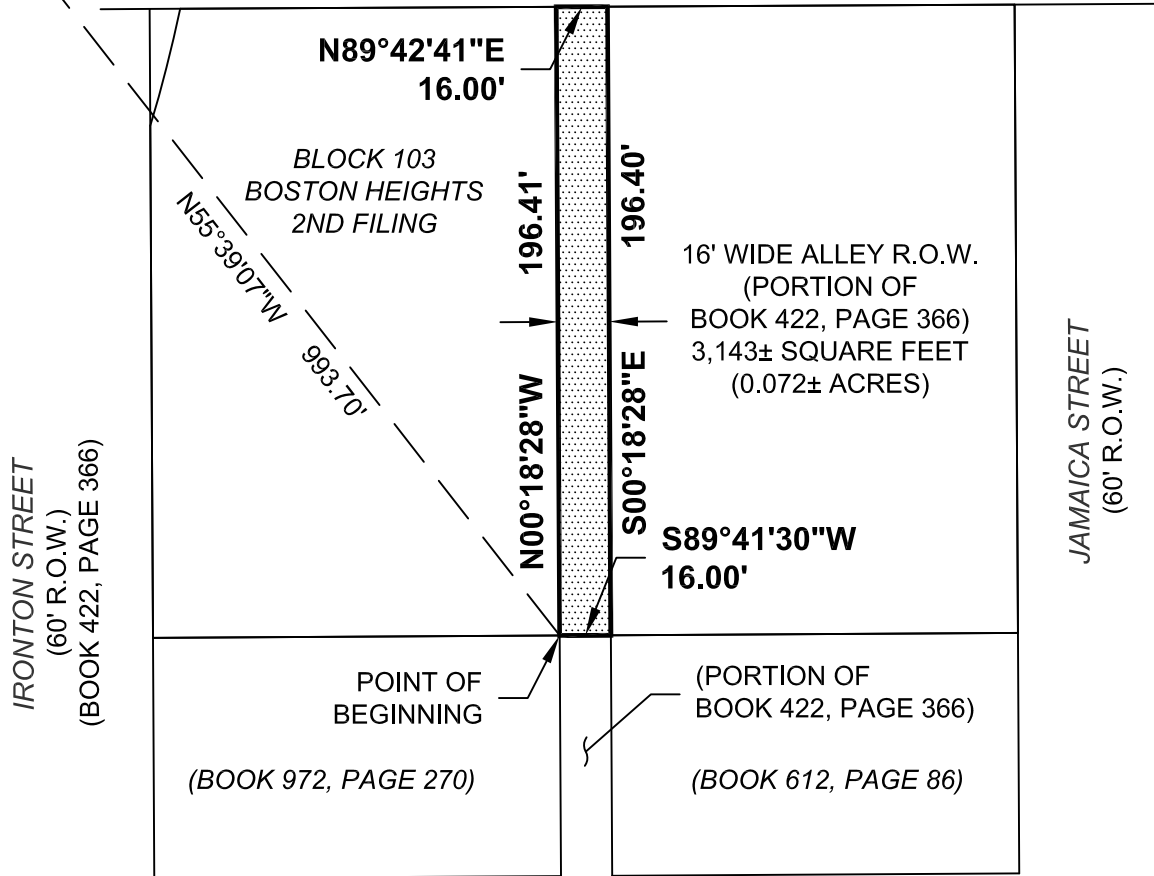 N89°42'41"E
16.00'
BLOCK 103
BOSTON HEIGHTS
2ND FILING
N55°39'07"W 993.70'
196.41'
N00°18'28"W
196.40'
S00°18'28"E
16' WIDE ALLEY R.O.W.
(PORTION OF
BOOK 422, PAGE 366)
3,143± SQUARE FEET
(0.072± ACRES)
S89°41'30"W
16.00'
IRONTON STREET
(60' R.O.W.)
(BOOK 422, PAGE 366)
JAMAICA STREET
(60' R.O.W.)
POINT OF
BEGINNING
(PORTION OF
BOOK 422, PAGE 366)
(BOOK 972, PAGE 270)
(BOOK 612, PAGE 86)